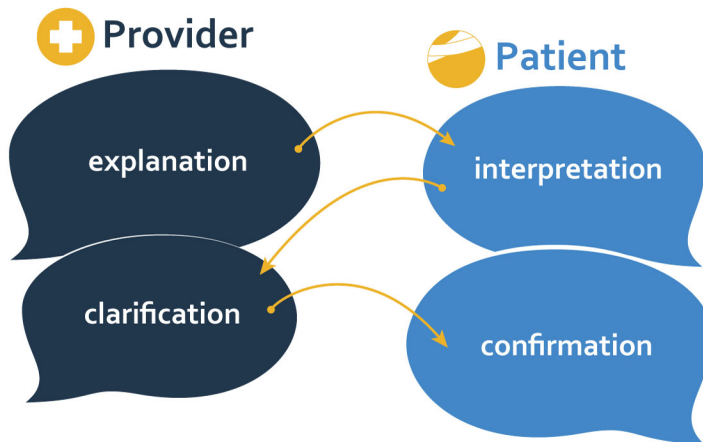 Provider
Patient
explanation
interpretation
clarification
confirmation